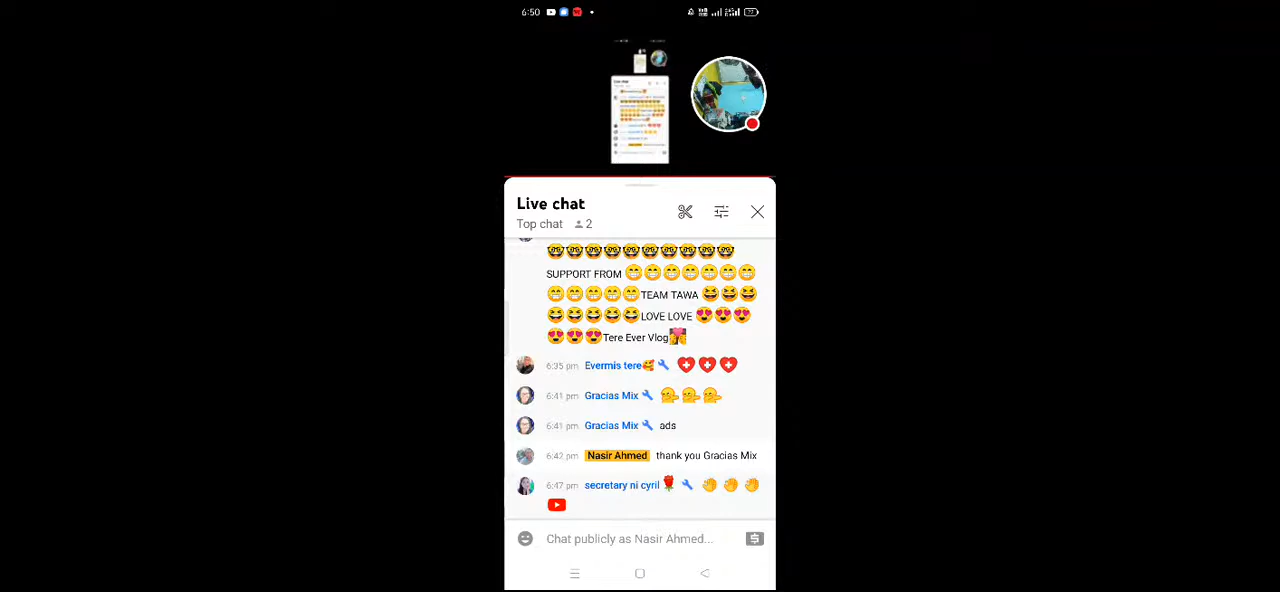 6:50
77
Live chat
Top chat 2
🤓🤓🤓🤓🤓🤓🤓🤓🤓🤓
SUPPORT FROM 😁😁😁😁😁😁😁
😁😁😁😁😁TEAM TAWA 😆😆😆
😆😆😆😆😆LOVE LOVE 😍😍😍
😍😍😍Tere Ever Vlog
6:35 pm Evermis tere🥰
6:41 pm Gracias Mix
6:41 pm Gracias Mix ads
6:42 pm Nasir Ahmed thank you Gracias Mix
6:47 pm secretary ni cyril🌹 👋 👋 👋
Chat publicly as Nasir Ahmed...